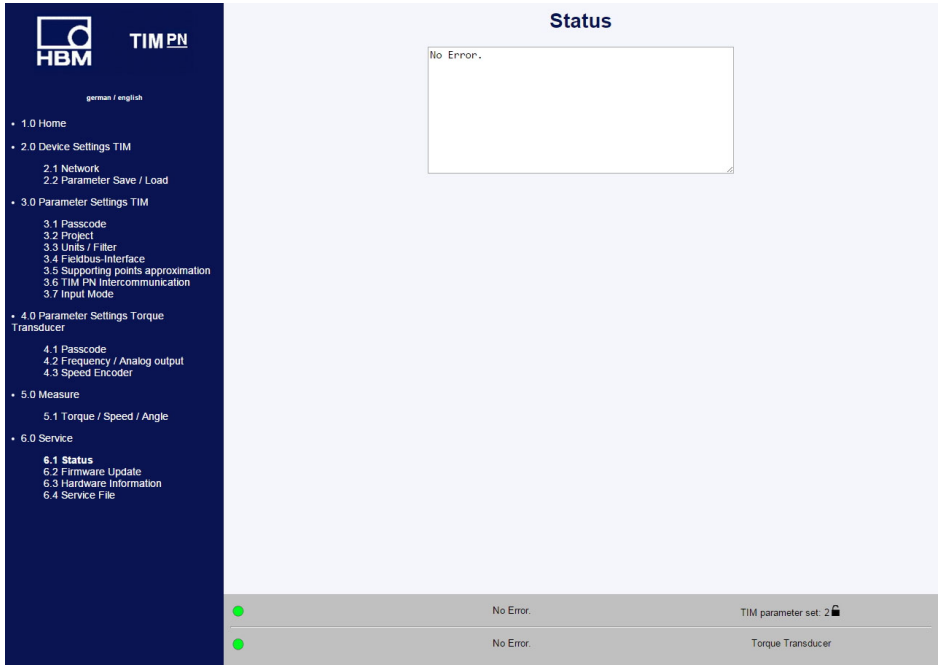 HBM
TIM PN
german / english
• 1.0 Home
• 2.0 Device Settings TIM
2.1 Network
2.2 Parameter Save / Load
• 3.0 Parameter Settings TIM
3.1 Passcode
3.2 Project
3.3 Units / Filter
3.4 Fieldbus-Interface
3.5 Supporting points approximation
3.6 TIM PN Intercommunication
3.7 Input Mode
• 4.0 Parameter Settings Torque
Transducer
4.1 Passcode
4.2 Frequency / Analog output
4.3 Speed Encoder
• 5.0 Measure
5.1 Torque / Speed / Angle
• 6.0 Service
6.1 Status
6.2 Firmware Update
6.3 Hardware Information
6.4 Service File
Status
No Error.
No Error. TIM parameter set: 2
No Error. Torque Transducer